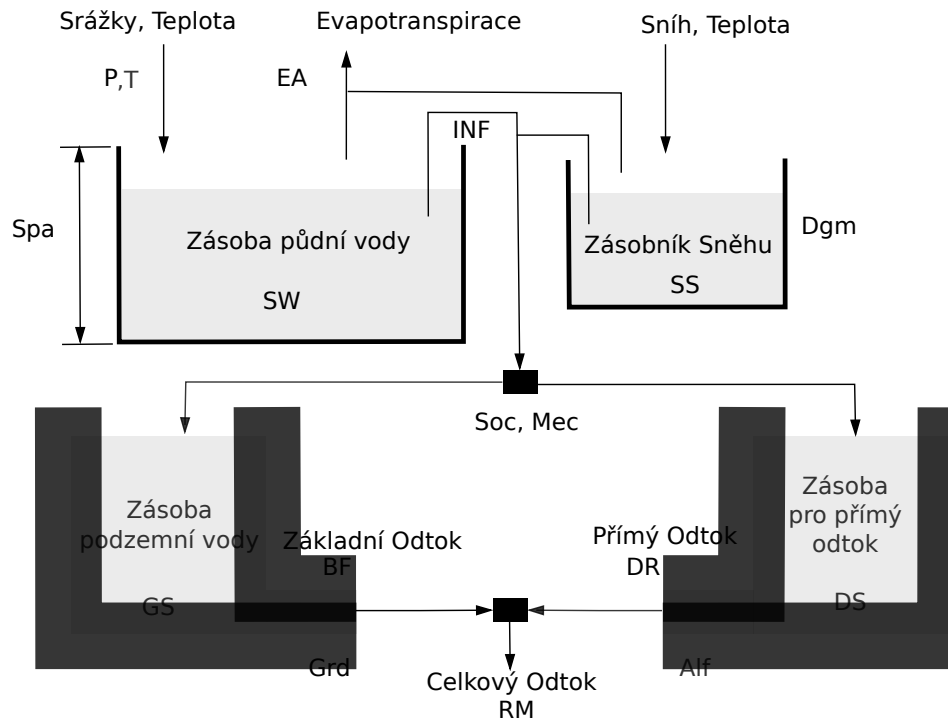 Srážky, Teplota
Evapotranspirace
Sníh, Teplota
P,T
EA
INF
Spa
Zásoba půdní vody
SW
Zásobník Sněhu
SS
Dgm
Soc, Mec
Zásoba
podzemní vody
GS
Základní Odtok
BF
Přímý Odtok
DR
Zásoba
pro přímý
odtok
DS
Grd
Alf
Celkový Odtok
RM